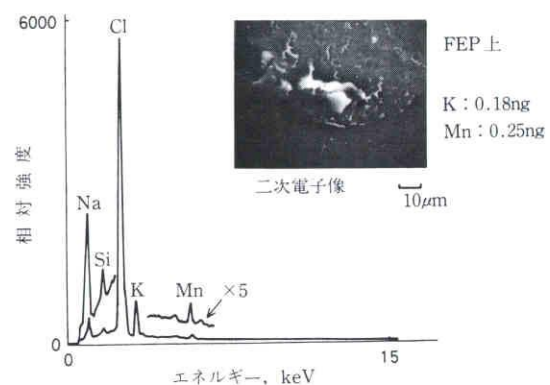 6000
Cl
FEP上
K：0.18ng
Mn：0.25ng
二次電子像
10μm
相対強度
Na
Si
K
Mn
×5
0
0
15
エネルギー, keV